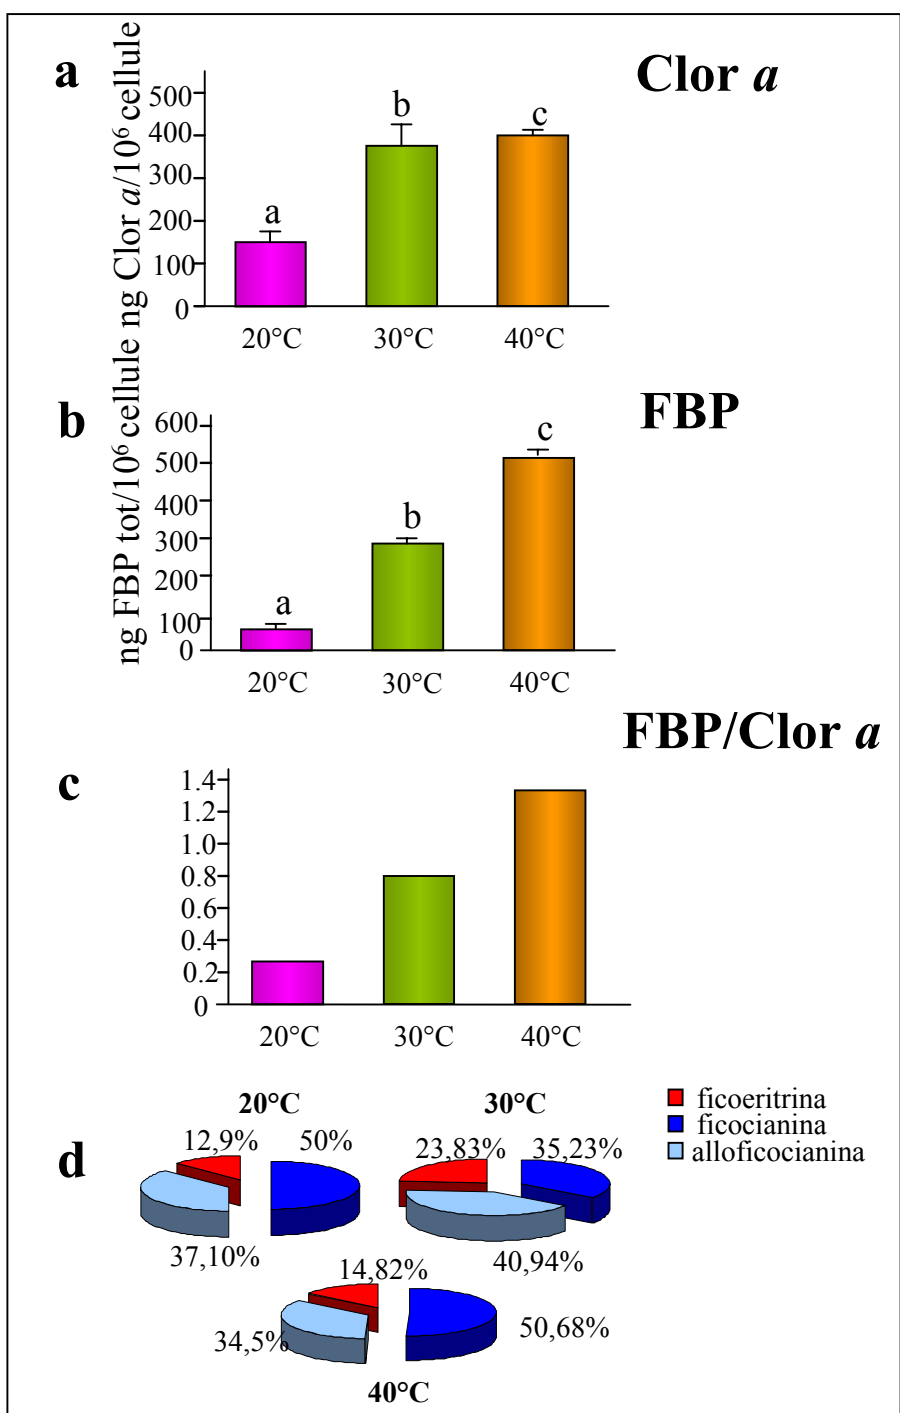 a
Clor a
ng Clor a/10⁶ cellule
500
400
300
200
100
0
a
b
c
20°C
30°C
40°C
b
FBP
ng FBP tot/10⁶ cellule
600
500
400
300
200
100
0
a
b
c
20°C
30°C
40°C
FBP/Clor a
c
1.4
1.2
1.0
0.8
0.6
0.4
0.2
0
20°C
30°C
40°C
d
20°C
12,9%
50%
37,10%
30°C
23,83%
35,23%
40,94%
ficoeritrina
ficocianina
alloficocianina
14,82%
34,5%
50,68%
40°C